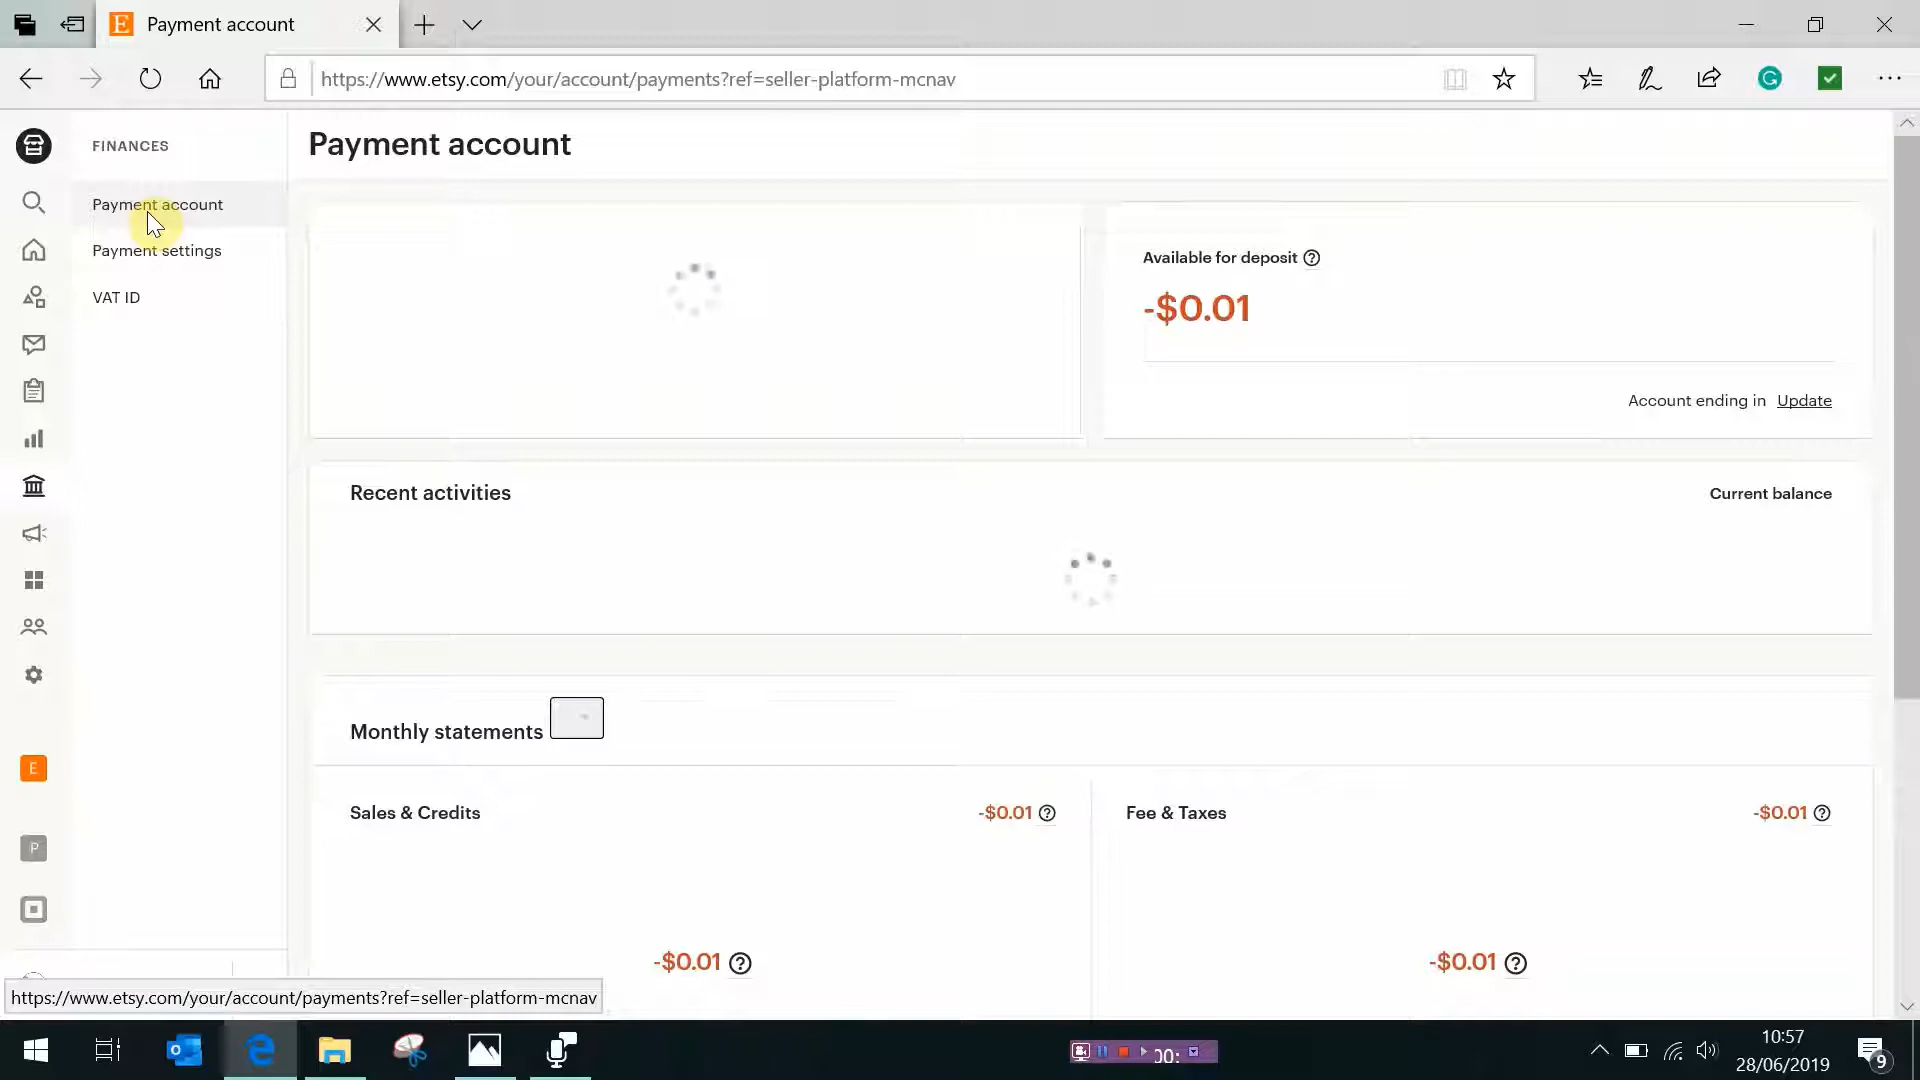 E Payment account
https://www.etsy.com/your/account/payments?ref=seller-platform-mcnav
FINANCES
Payment account
Payment settings
VAT ID
Payment account
Available for deposit ?
-$0.01
Account ending in Update
Recent activities
Current balance
Monthly statements
Sales & Credits -$0.01 ?
Fee & Taxes -$0.01 ?
-$0.01 ?
-$0.01 ?
E
P
https://www.etsy.com/your/account/payments?ref=seller-platform-mcnav
10:57
28/06/2019
9